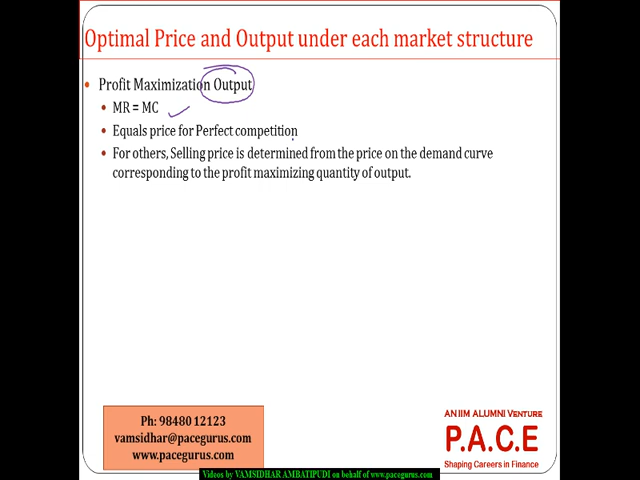 Optimal Price and Output under each market structure
• Profit Maximization Output
• MR = MC
• Equals price for Perfect competition
• For others, Selling price is determined from the price on the demand curve
corresponding to the profit maximizing quantity of output.
Ph: 98480 12123
vamsidhar@pacegurus.com
www.pacegurus.com
AN IIM ALUMNI VENTURE
P.A.C.E
Shaping Careers in Finance
Videos by VAMSIDHAR AMBATIPUDI on behalf of www.pacegurus.com